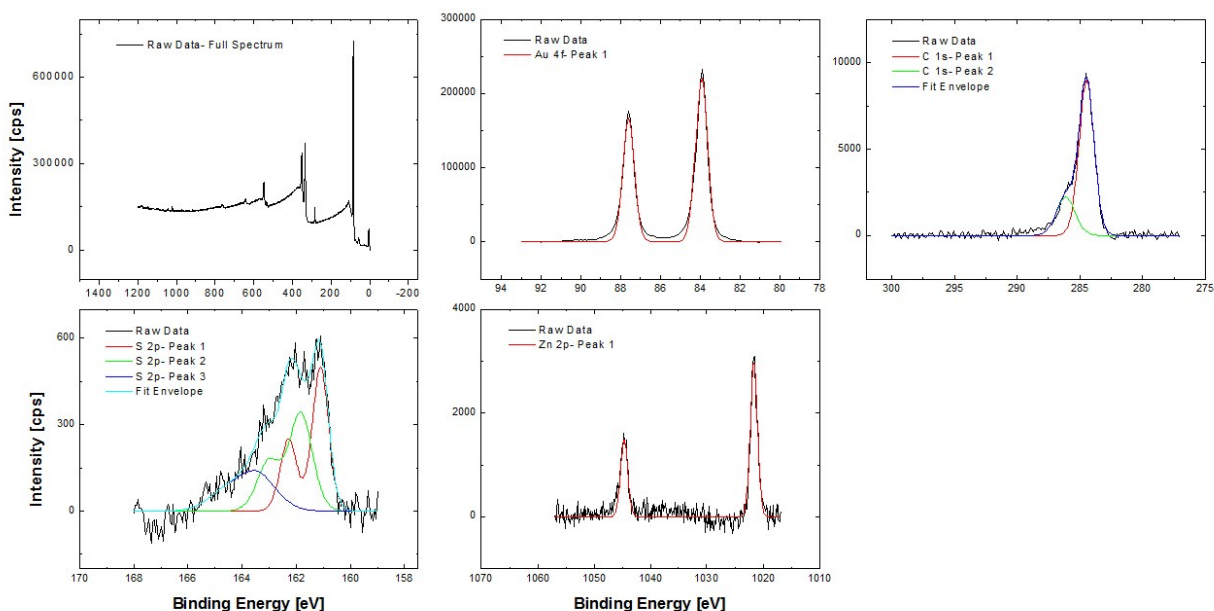 Raw Data- Full Spectrum
600000
300000
0
1400 1200 1000 800 600 400 200 0 -200
Intensity [cps]
Raw Data
Au 4f- Peak 1
300000
250000
200000
150000
100000
50000
0
94 92 90 88 86 84 82 80 78
Raw Data
C 1s- Peak 1
C 1s- Peak 2
Fit Envelope
10000
5000
0
300 295 290 285 280 275
Raw Data
S 2p- Peak 1
S 2p- Peak 2
S 2p- Peak 3
Fit Envelope
600
300
0
170 168 166 164 162 160 158
Intensity [cps]
Binding Energy [eV]
Raw Data
Zn 2p- Peak 1
4000
2000
0
1070 1060 1050 1040 1030 1020 1010
Binding Energy [eV]